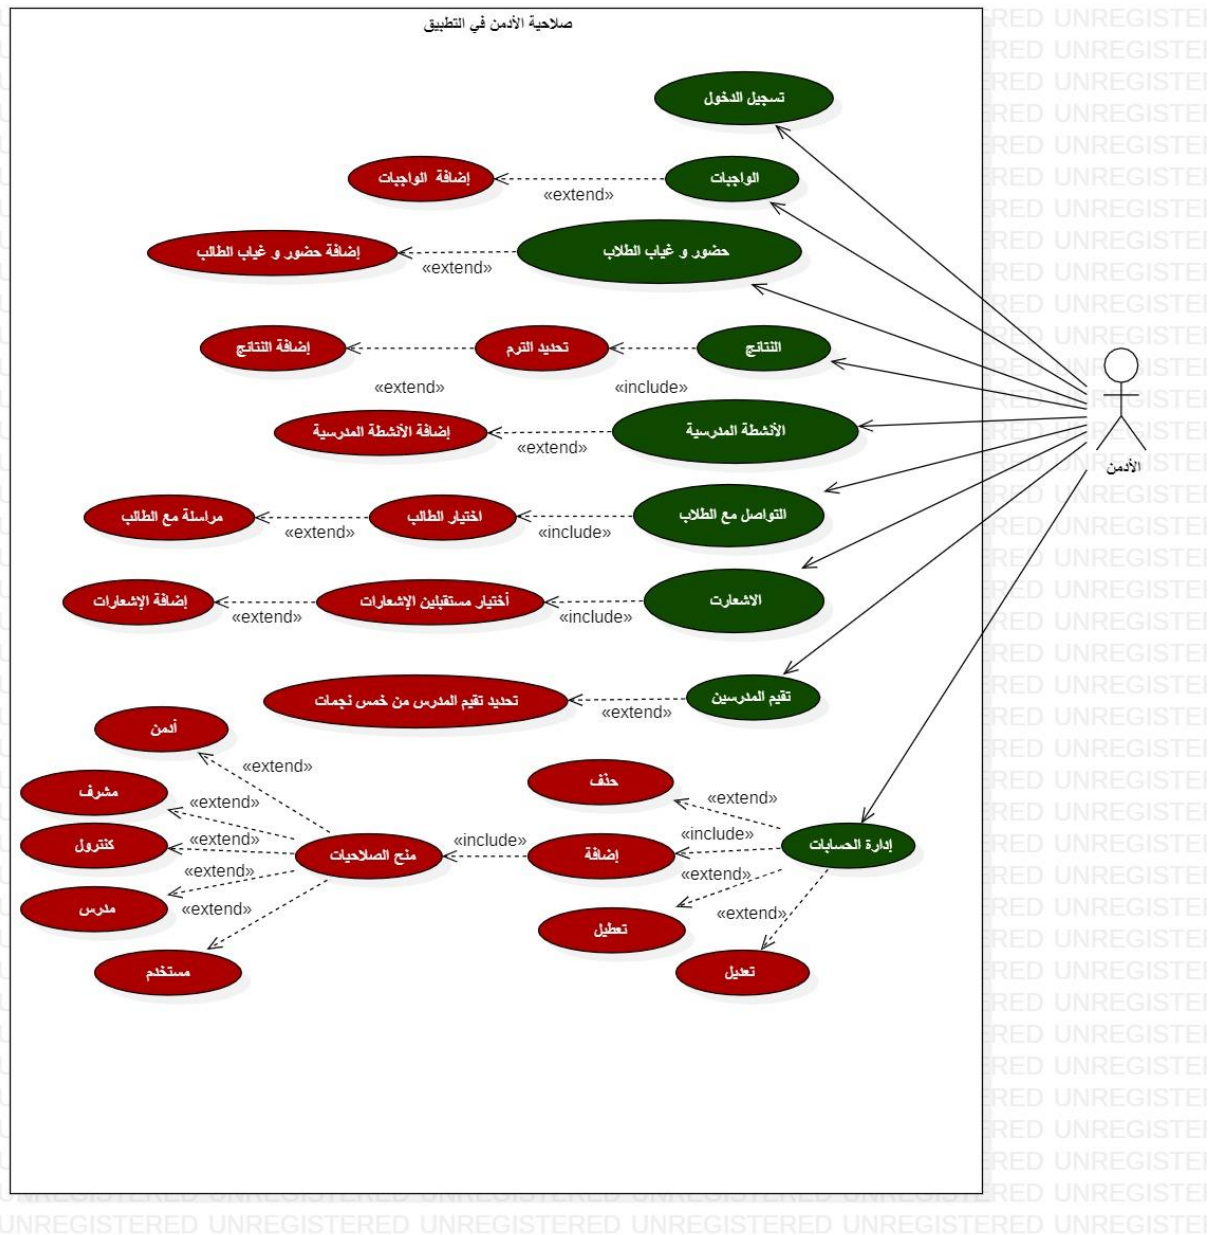 صلاحية الأدمن في التطبيق
تسجيل الدخول
الواجبات
«extend»
إضافة الواجبات
حضور و غياب الطلاب
«extend»
إضافة حضور و غياب الطالب
النتائج
«include»
تحديد الترم
«extend»
إضافة النتائج
الأنشطة المدرسية
«extend»
إضافة الأنشطة المدرسية
الأدمن
التواصل مع الطلاب
«include»
اختيار الطالب
«extend»
مراسلة مع الطالب
الاشعارت
«include»
أختيار مستقبلين الإشعارات
«extend»
إضافة الإشعارات
تقيم المدرسين
«extend»
تحديد تقيم المدرس من خمس نجمات
إدارة الحسابات
«extend»
حذف
«include»
إضافة
«extend»
تعطيل
«extend»
تعديل
«include»
منح الصلاحيات
«extend»
أدمن
«extend»
مشرف
«extend»
كنترول
«extend»
مدرس
«extend»
مستخدم
UNREGISTERED UNREGISTERED UNREGISTERED UNREGISTERED UNREGISTERED